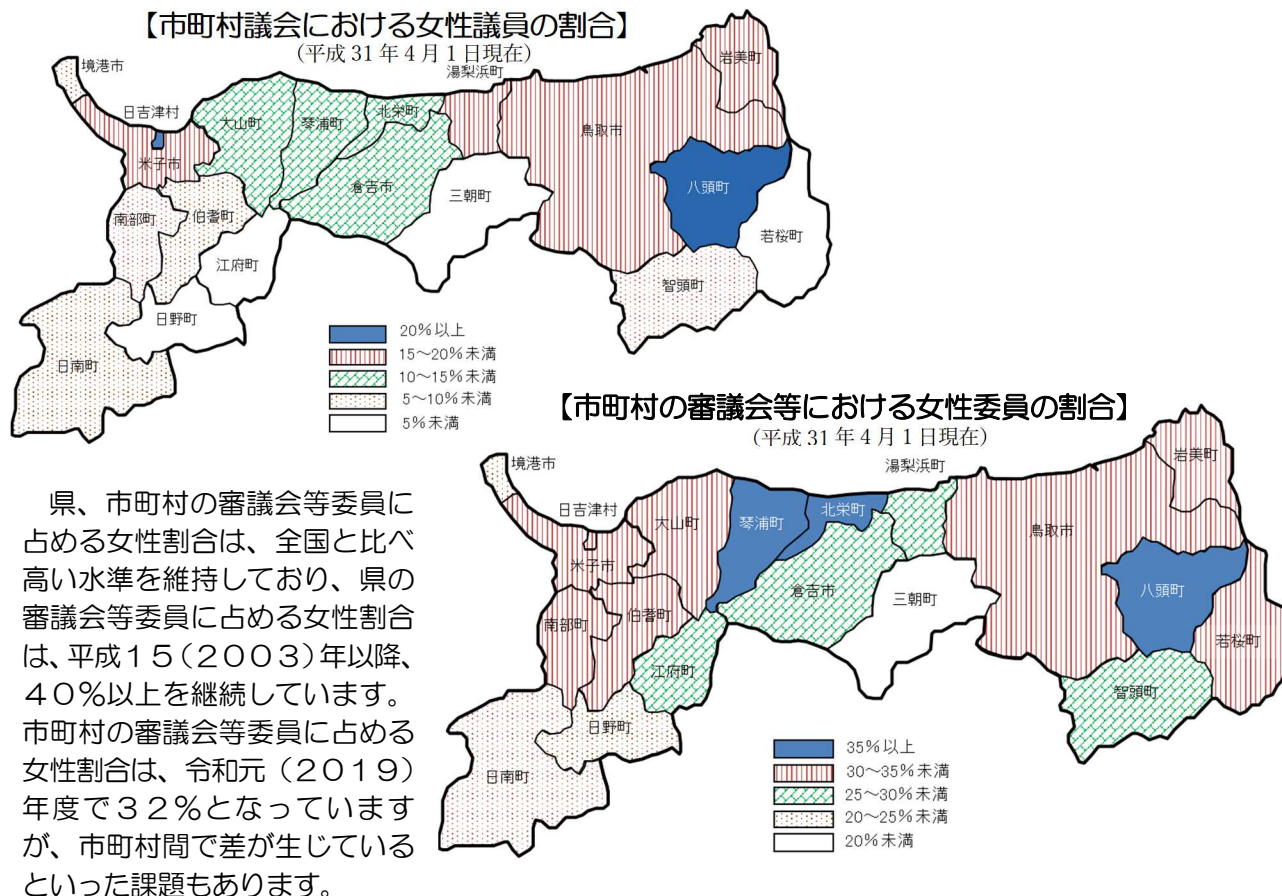 【市町村議会における女性議員の割合】
(平成 31 年 4 月 1 日現在)
境港市
日吉津村
米子市
大山町
琴浦町
北栄町
湯梨浜町
倉吉市
三朝町
鳥取市
岩美町
八頭町
若桜町
智頭町
南部町
伯耆町
江府町
日野町
日南町
20%以上
15～20%未満
10～15%未満
5～10%未満
5%未満
【市町村の審議会等における女性委員の割合】
(平成 31 年 4 月 1 日現在)
境港市
日吉津村
米子市
大山町
琴浦町
北栄町
湯梨浜町
倉吉市
三朝町
鳥取市
岩美町
八頭町
若桜町
智頭町
南部町
伯耆町
江府町
日野町
日南町
35%以上
30～35%未満
25～30%未満
20～25%未満
20%未満
県、市町村の審議会等委員に
占める女性割合は、全国と比べ
高い水準を維持しており、県の
審議会等委員に占める女性割合
は、平成１５(２００３)年以降、
４０％以上を継続しています。
市町村の審議会等委員に占める
女性割合は、令和元（２０１９）
年度で３２％となっています
が、市町村間で差が生じている
といった課題もあります。